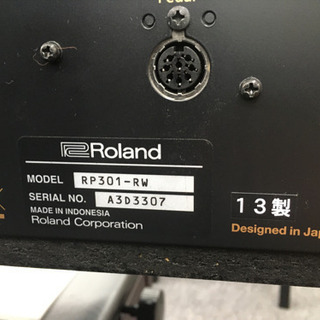 Pedal
Roland
MODEL RP301-RW
SERIAL NO. A3D3307
MADE IN INDONESIA
Roland Corporation
13製
Designed in Jap